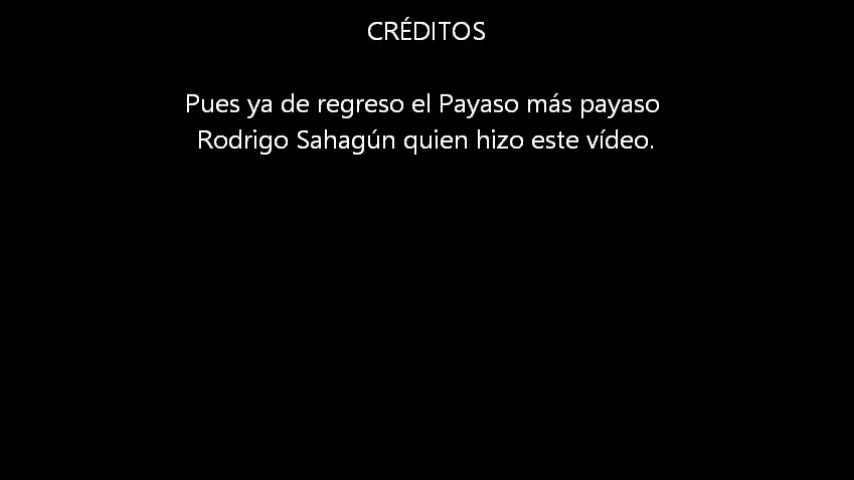 CRÉDITOS
Pues ya de regreso el Payaso más payaso
Rodrigo Sahagún quien hizo este vídeo.